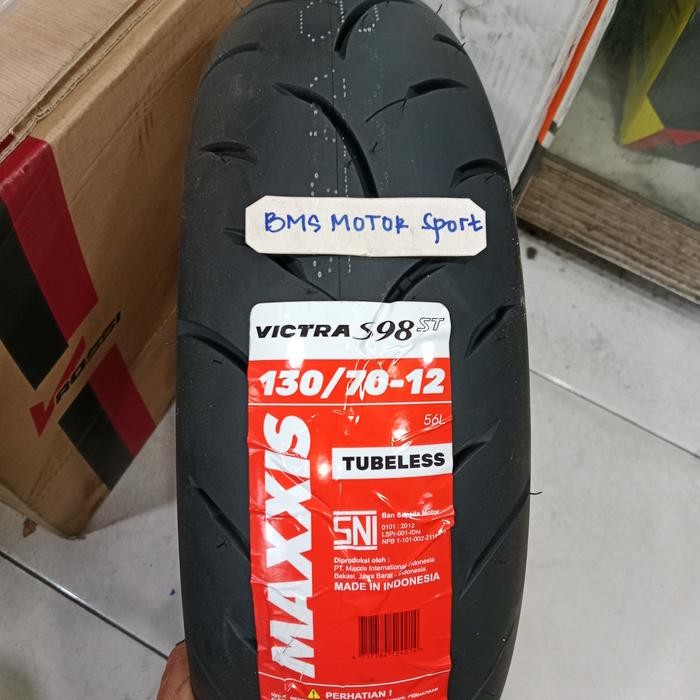 BMS MOTOR Sport
VICTRA S98 ST
130/70-12
56L
TUBELESS
MAXXIS
SNI
Ban Sepeda Motor
0101 : 2012
LSPr-001-IDN
Diproduksi oleh :
PT. Maxxis International Indonesia
Bekasi, Jawa Barat - Indonesia
MADE IN INDONESIA
PERHATIAN !
VROSSI